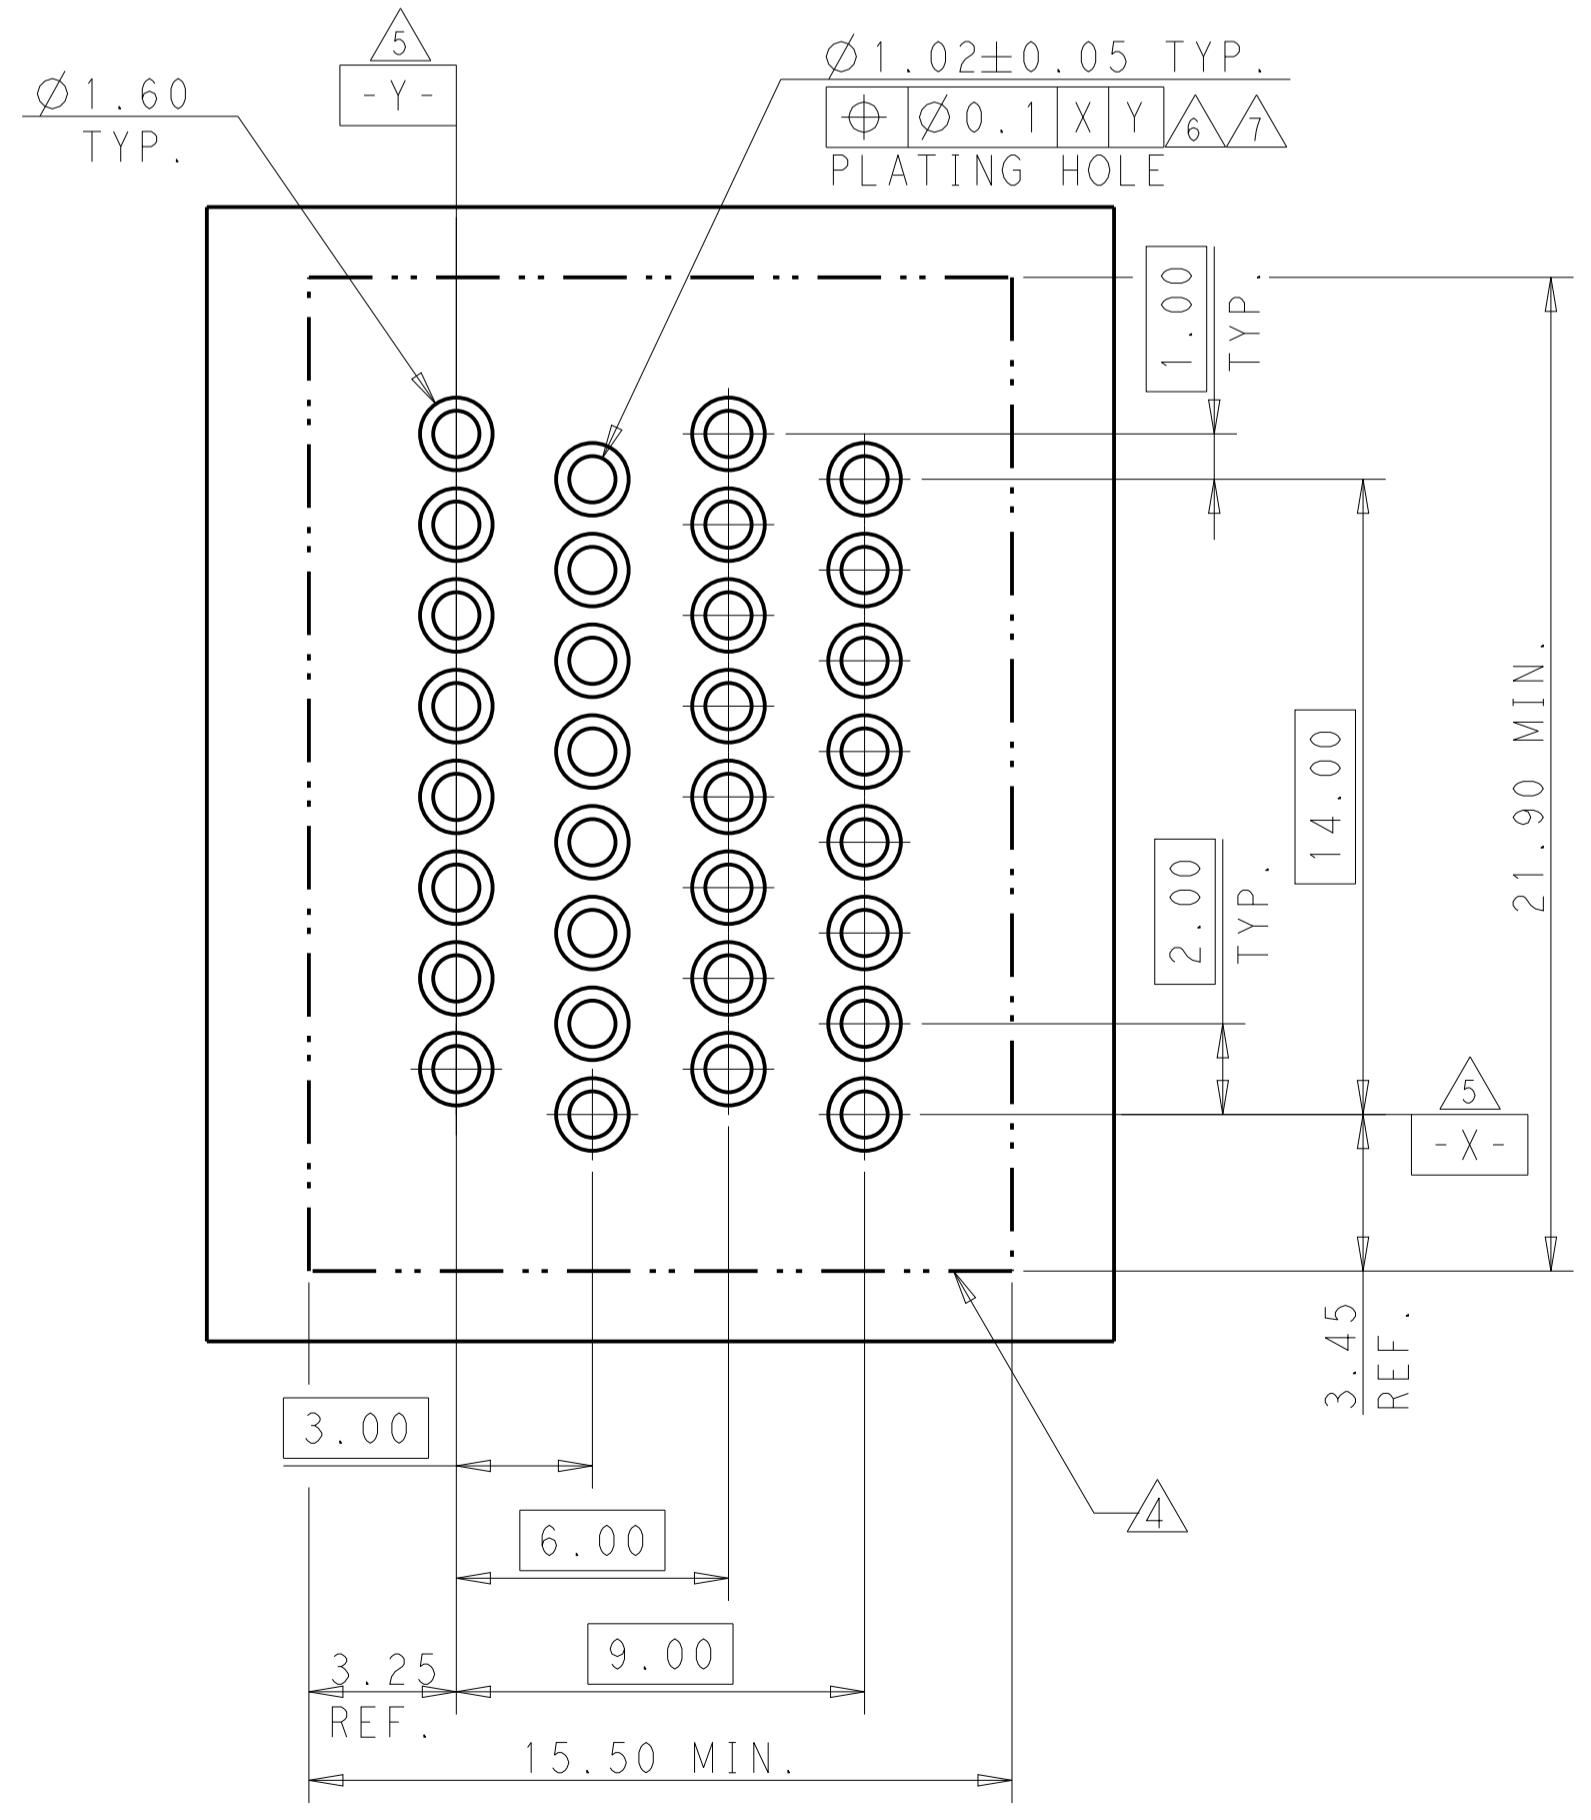 5
-Y-
Ø1.60
TYP.
Ø1.02±0.05 TYP.
⌖ Ø0.1 X Y 6 7
PLATING HOLE
1.00
TYP.
21.90 MIN.
14.00
2.00
TYP.
5
-X-
3.45
REF.
3.00
4
6.00
9.00
3.25
REF.
15.50 MIN.